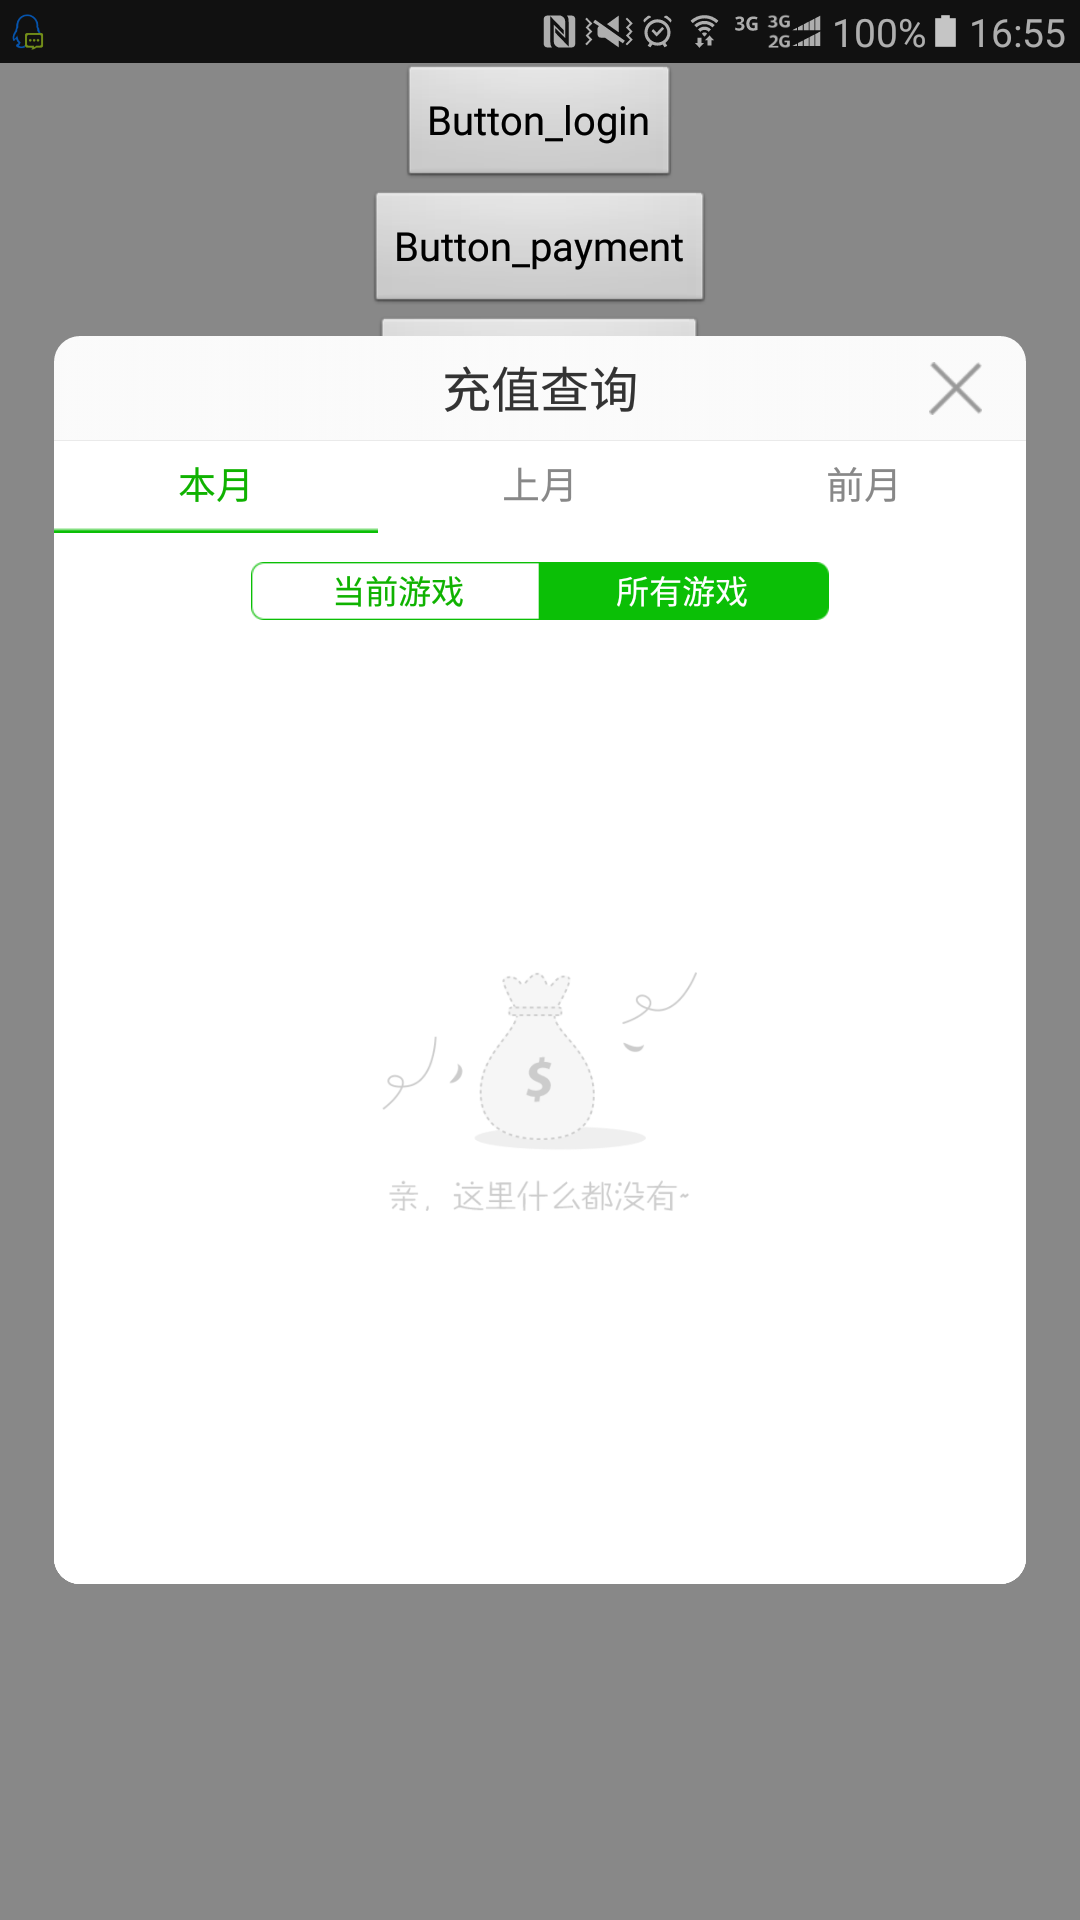 3G 3G 2G 100% 16:55
Button_login
Button_payment
充值查询
本月 上月 前月
当前游戏 所有游戏
$
亲，这里什么都没有~